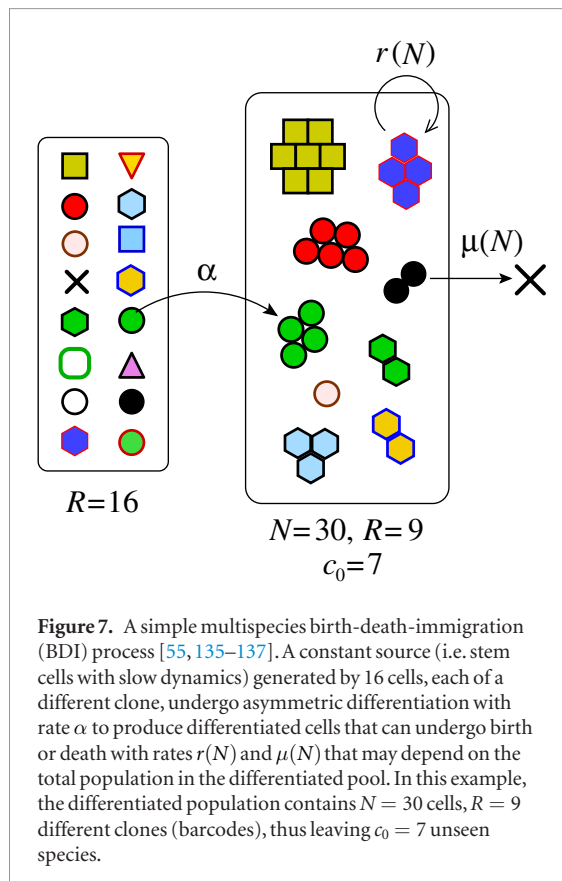 r(N)
α
μ(N)
R=16
N=30, R=9
c₀=7
Figure 7. A simple multispecies birth-death-immigration
(BDI) process [55, 135–137]. A constant source (i.e. stem
cells with slow dynamics) generated by 16 cells, each of a
different clone, undergo asymmetric differentiation with
rate α to produce differentiated cells that can undergo birth
or death with rates r(N) and μ(N) that may depend on the
total population in the differentiated pool. In this example,
the differentiated population contains N = 30 cells, R = 9
different clones (barcodes), thus leaving c₀ = 7 unseen
species.